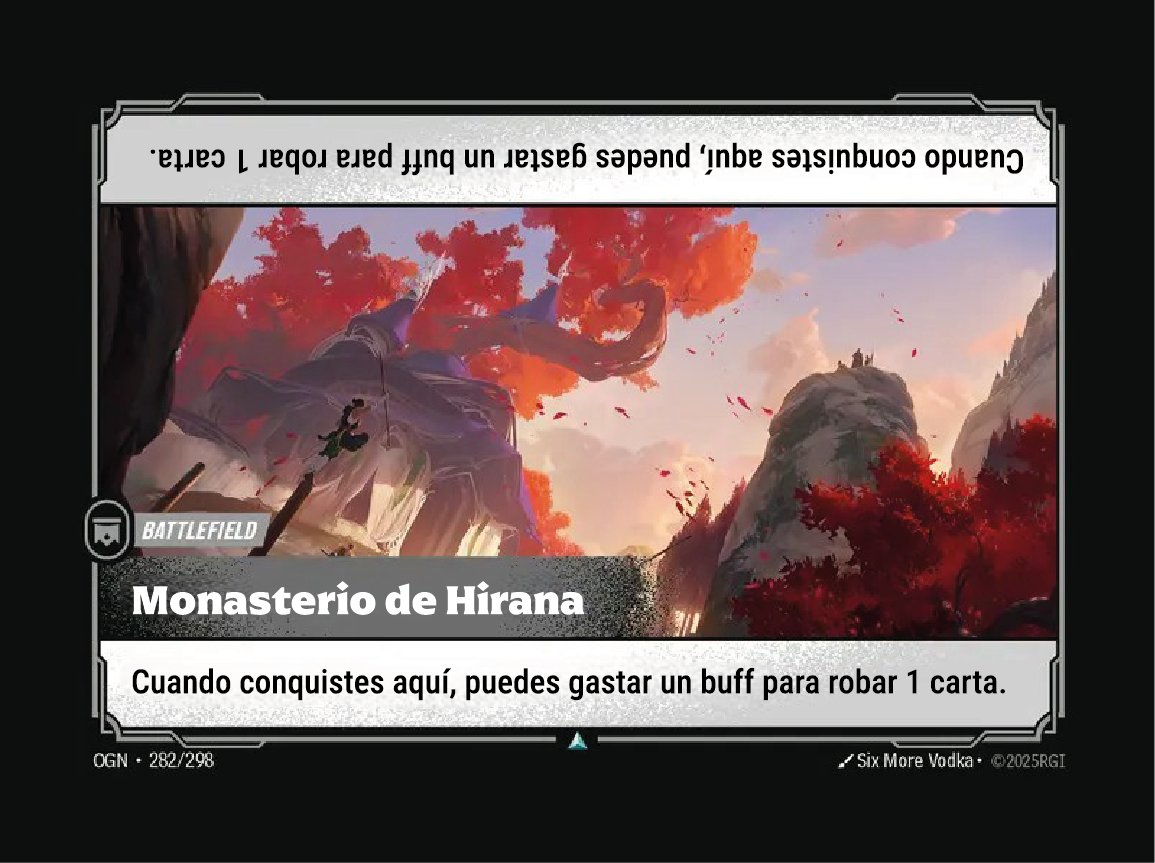 Cuando conquistes aquí, puedes gastar un buff para robar 1 carta.
BATTLEFIELD
Monasterio de Hirana
Cuando conquistes aquí, puedes gastar un buff para robar 1 carta.
OGN • 282/298
Six More Vodka • ©2025RGI